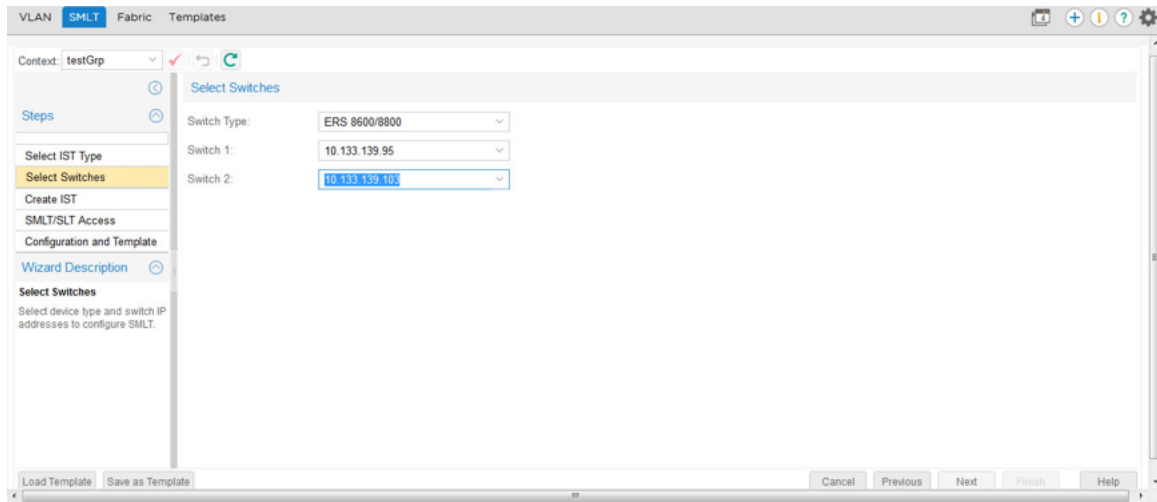 VLAN SMLT Fabric Templates
4 + i ?
Context: testGrp
Steps
Select IST Type
Select Switches
Create IST
SMLT/SLT Access
Configuration and Template
Wizard Description
Select Switches
Select device type and switch IP
addresses to configure SMLT.
Select Switches
Switch Type: ERS 8600/8800
Switch 1: 10.133.139.95
Switch 2: 10.133.139.103
Load Template Save as Template Cancel Previous Next Finish Help